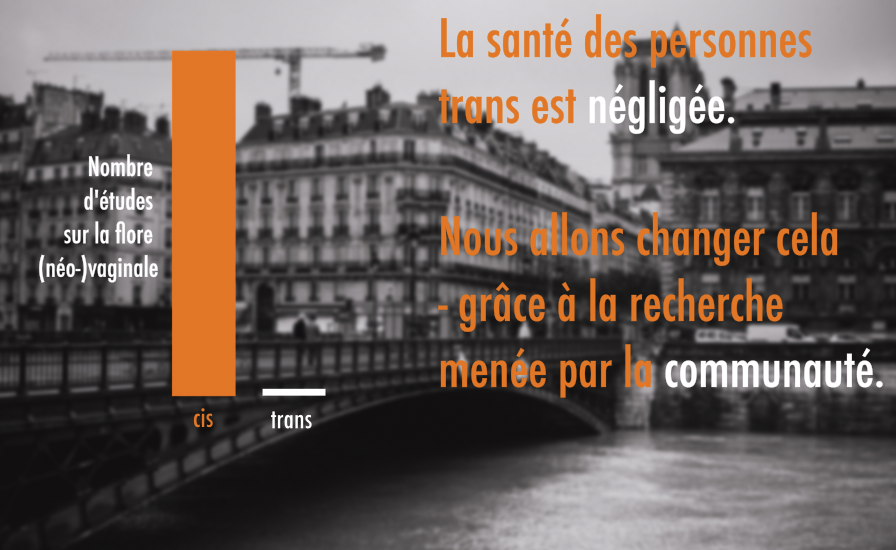 La santé des personnes
trans est négligée.
Nombre
d'études
sur la flore
(néo-)vaginale
Nous allons changer cela
- grâce à la recherche
menée par la communauté.
cis
trans